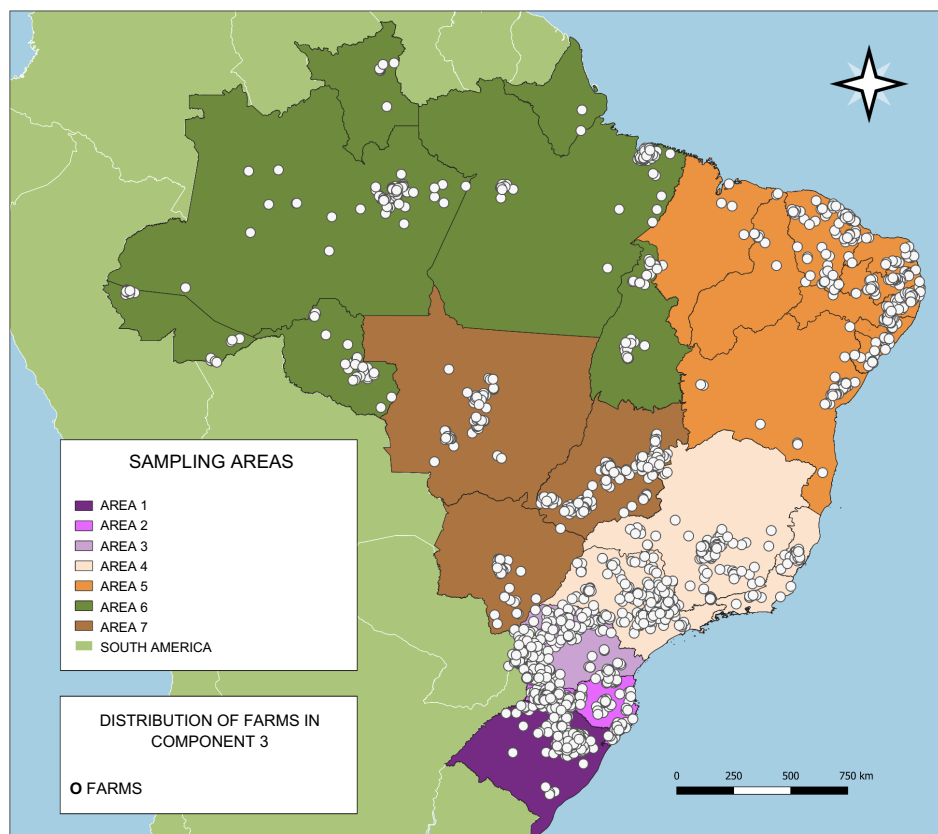 SAMPLING AREAS
AREA 1
AREA 2
AREA 3
AREA 4
AREA 5
AREA 6
AREA 7
SOUTH AMERICA
DISTRIBUTION OF FARMS IN
COMPONENT 3
O FARMS
0 250 500 750 km